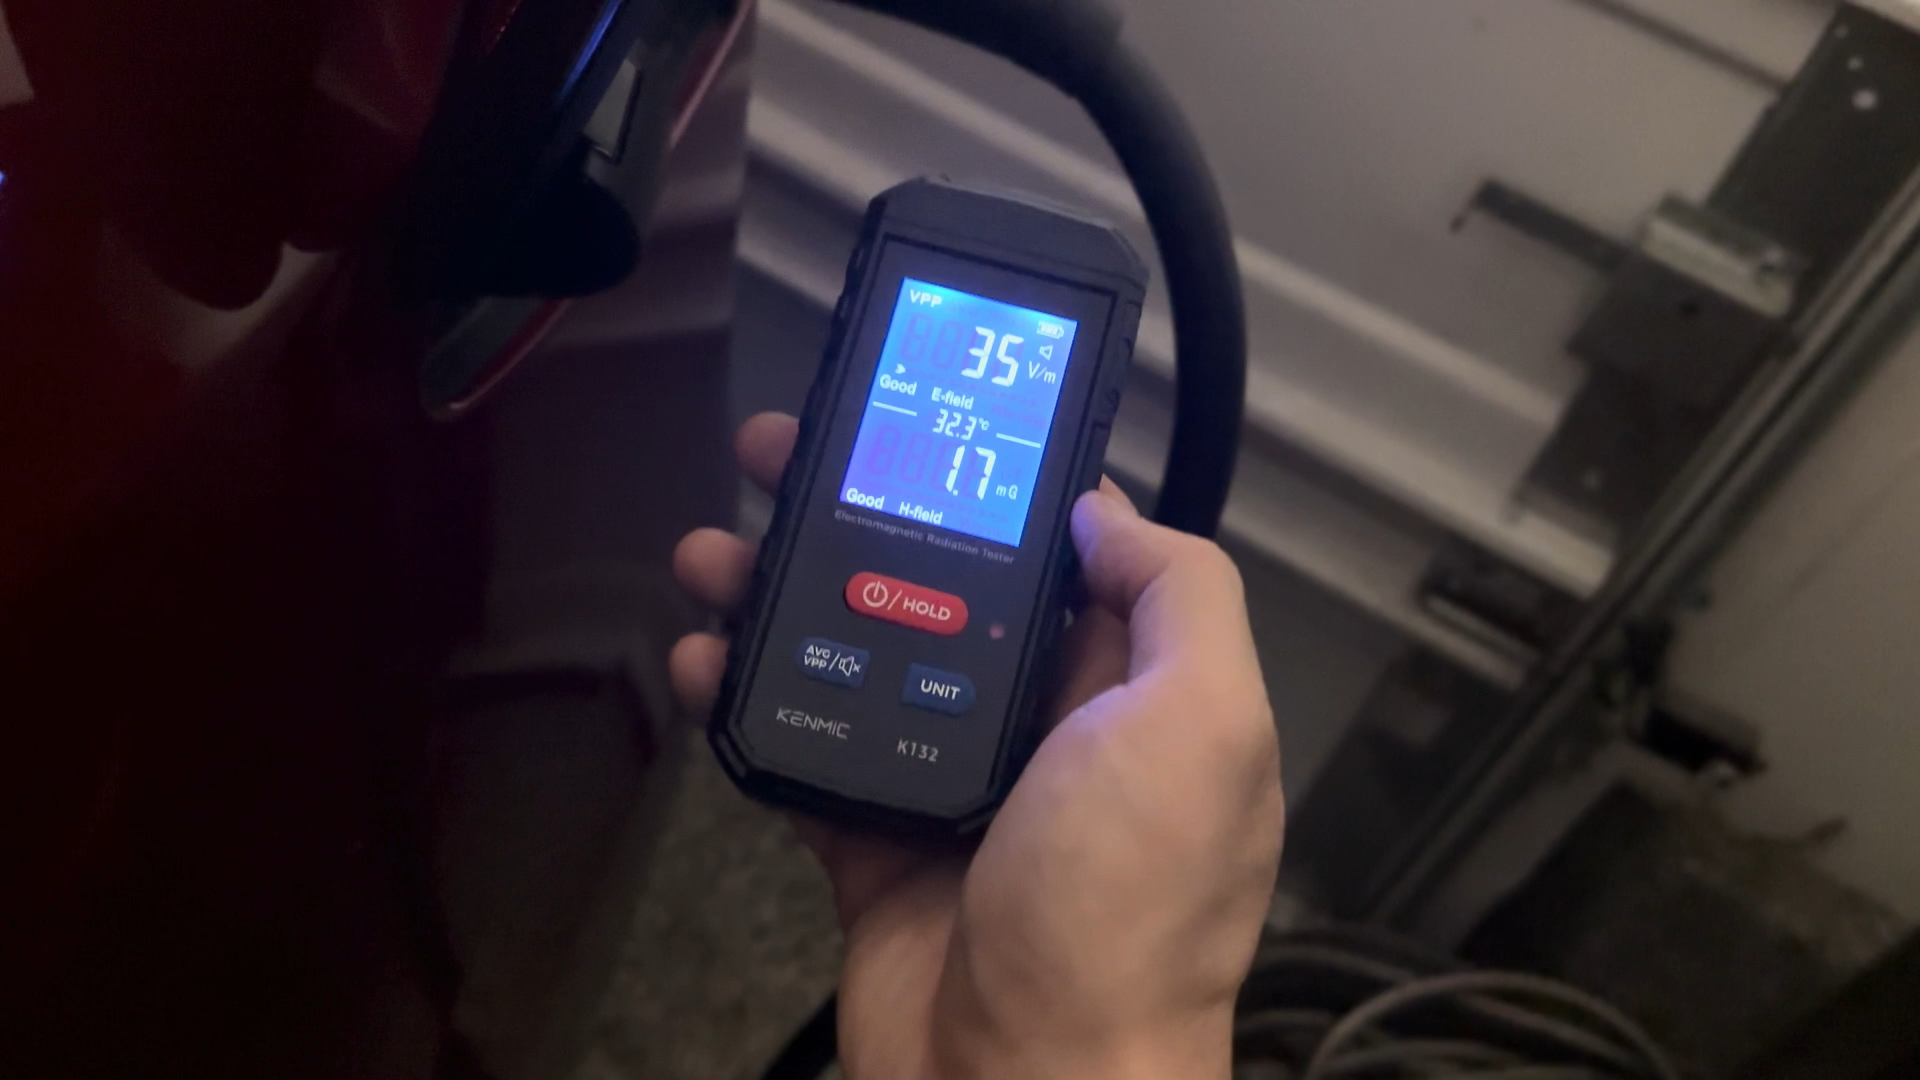 VPP
35 V/m
Good E-field
32.3°C
1.7 mG
Good H-field
Electromagnetic Radiation Tester
/HOLD
AVG
VPP/
UNIT
KENMIC
K132